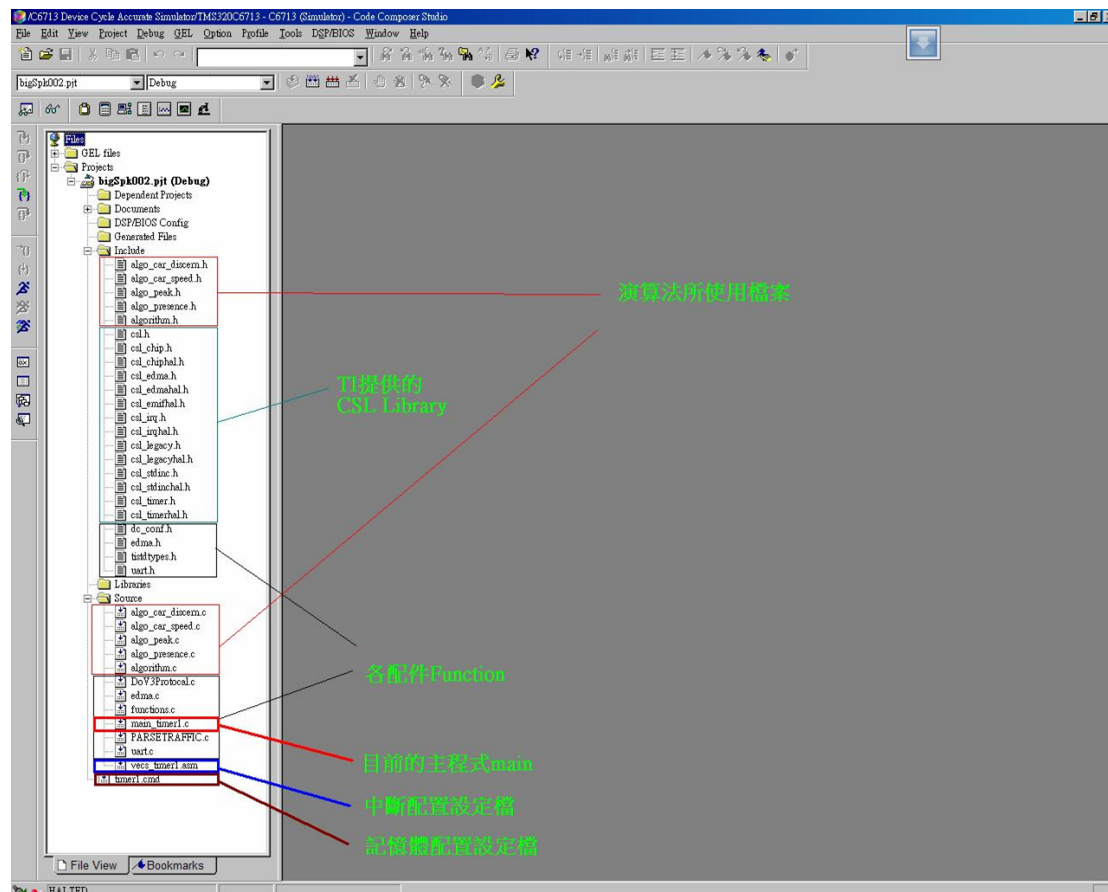 /C6713 Device Cycle Accurate Simulator/TMS320C6713 - C6713 (Simulator) - Code Composer Studio
File Edit View Project Debug GEL Option Profile Tools DSP/BIOS Window Help
bigSpk002.pjt Debug
Files
GEL files
Projects
bigSpk002.pjt (Debug)
Dependent Projects
Documents
DSP/BIOS Config
Generated Files
Include
algo_car_discern.h
algo_car_speed.h
algo_peak.h
algo_presence.h
algorithm.h
csl.h
csl_chip.h
csl_chiphal.h
csl_edma.h
csl_edmahal.h
csl_emifhal.h
csl_irq.h
csl_irqhal.h
csl_legacy.h
csl_legacyhal.h
csl_stdinc.h
csl_stdinchal.h
csl_timer.h
csl_timerhal.h
dc_conf.h
edma.h
tistdtypes.h
uart.h
Libraries
Source
algo_car_discern.c
algo_car_speed.c
algo_peak.c
algo_presence.c
algorithm.c
DoV3Protocal.c
edma.c
functions.c
main_timer1.c
PARSETRAFFIC.c
uart.c
vecs_timer1.asm
timer1.cmd
演算法所使用檔案
TI提供的
CSL Library
各配件Function
目前的主程式main
中斷配置設定檔
記憶體配置設定檔
File View Bookmarks
HALTED